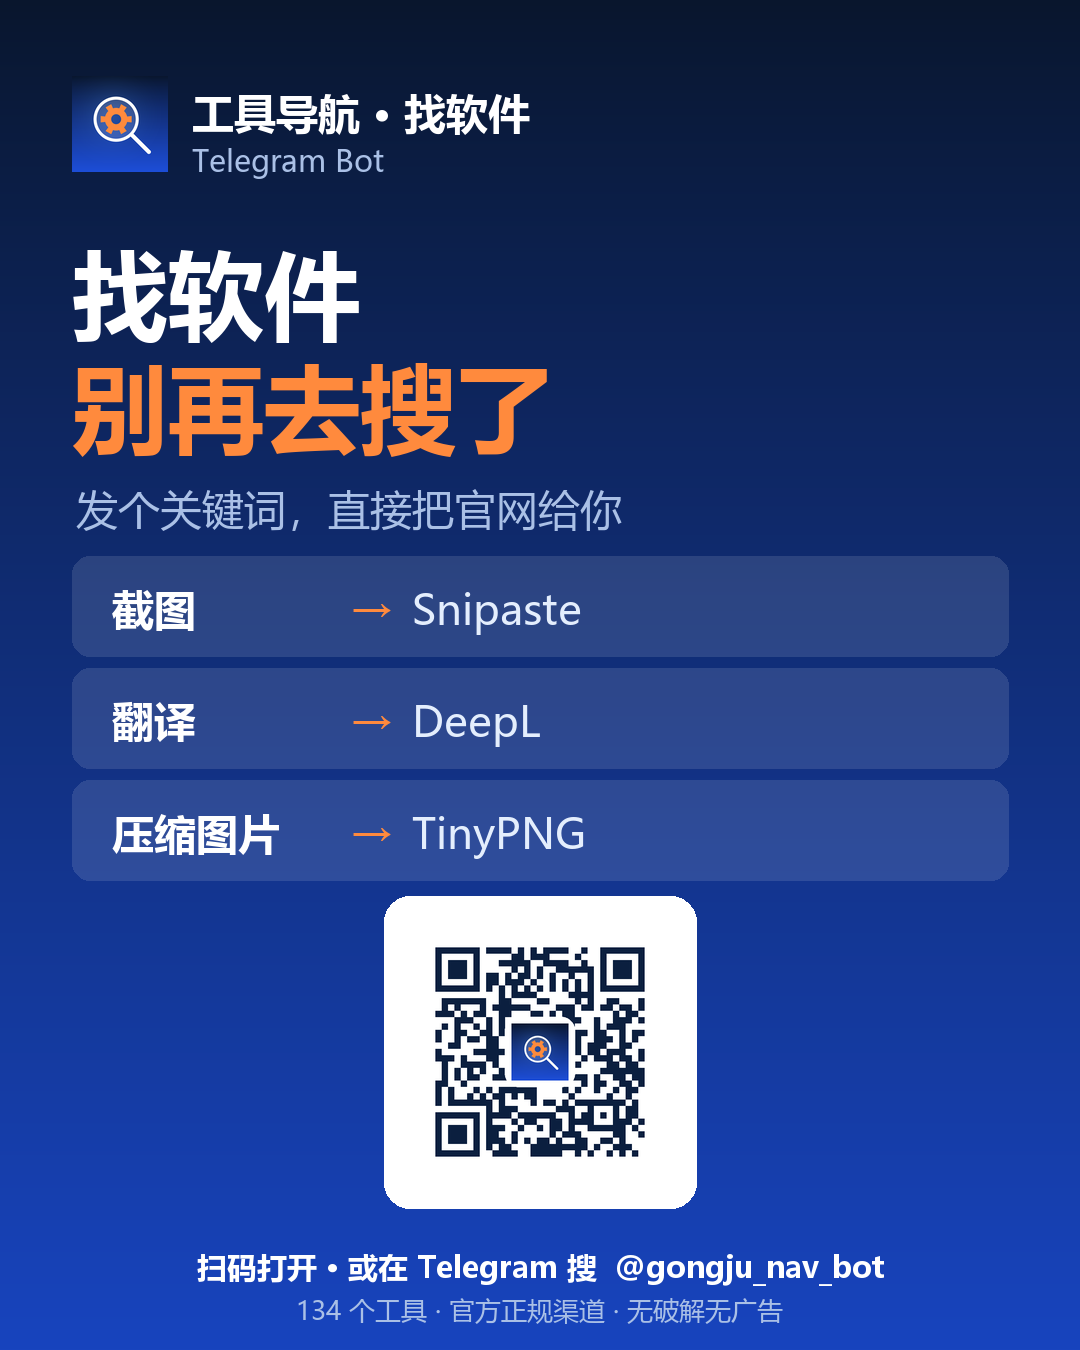 工具导航·找软件
Telegram Bot
找软件
别再去搜了
发个关键词，直接把官网给你
截图 → Snipaste
翻译 → DeepL
压缩图片 → TinyPNG
扫码打开·或在 Telegram 搜 @gongju_nav_bot
134 个工具 · 官方正规渠道 · 无破解无广告